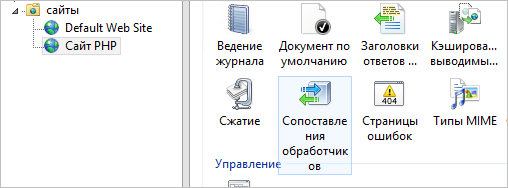 сайты
Default Web Site
Сайт PHP
Ведение
журнала
Документ по
умолчанию
Заголовки
ответов ...
Кэширова...
выводимы...
Сжатие
Сопоставле
ния
обработчик
ов
404
Страницы
ошибок
Типы MIME
Управление